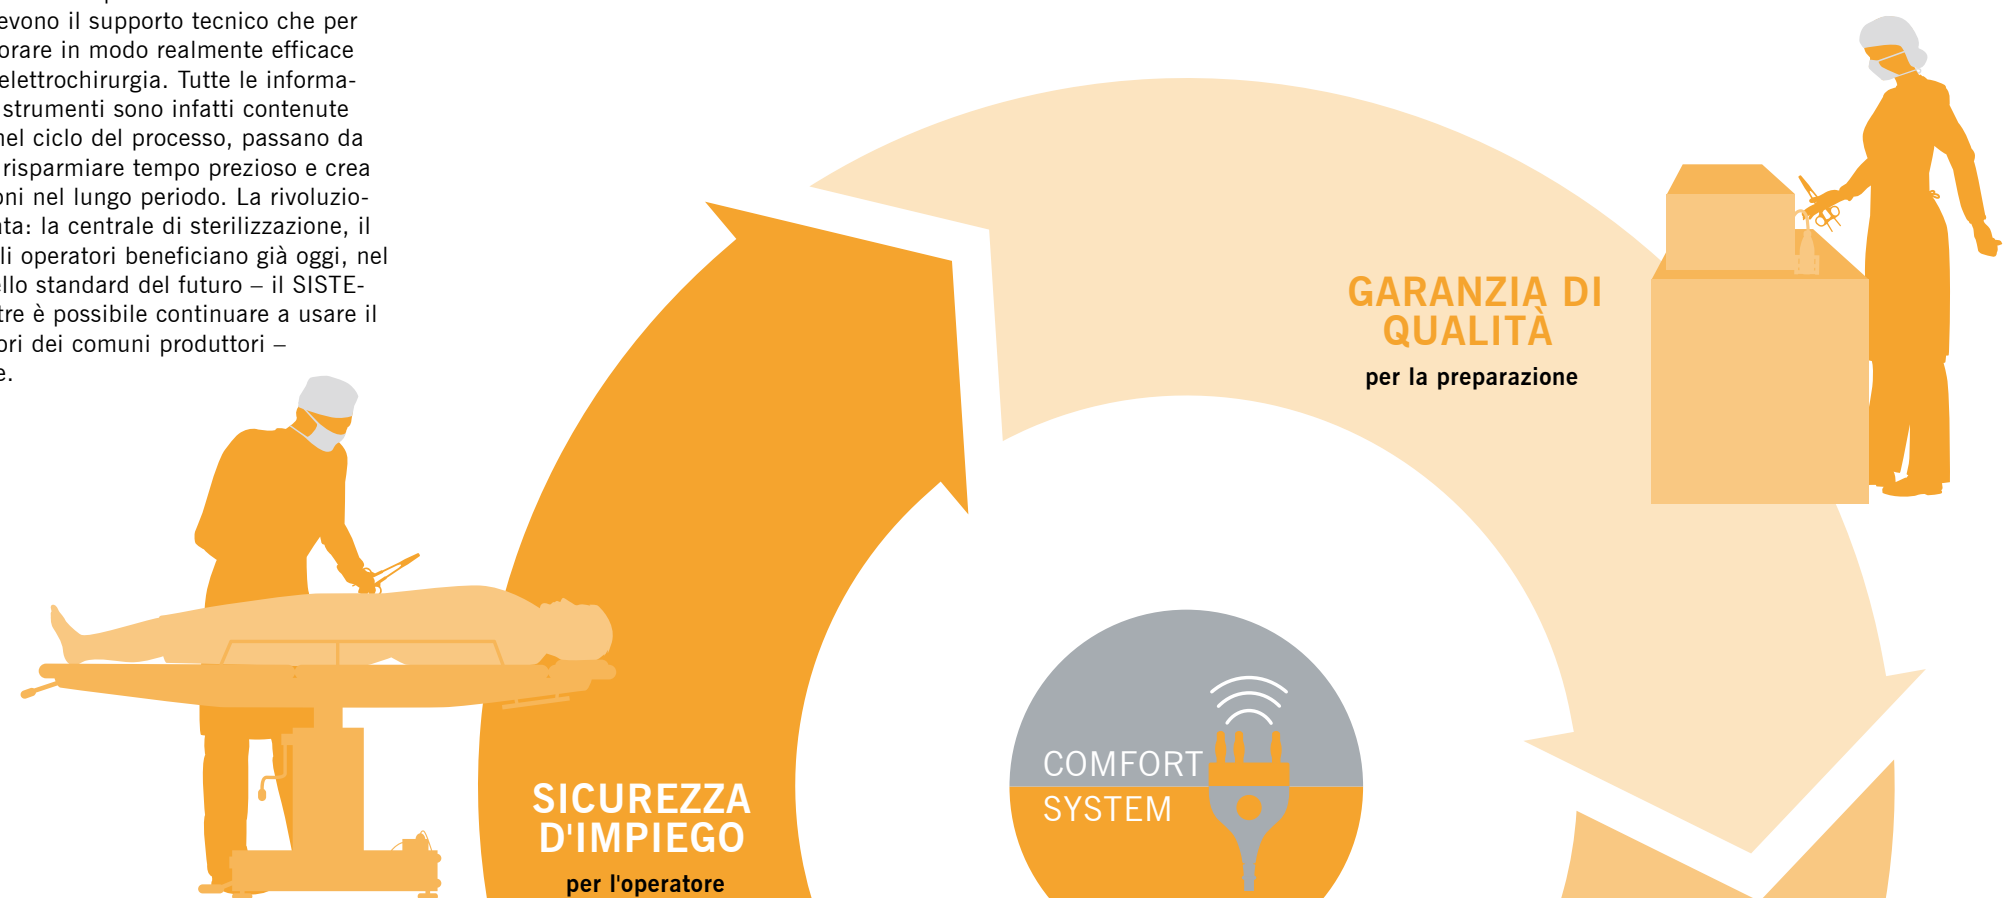 evono il supporto tecnico che per
orare in modo realmente efficace
elettrochirurgia. Tutte le informa-
strumenti sono infatti contenute
nel ciclo del processo, passano da
risparmiare tempo prezioso e crea
oni nel lungo periodo. La rivoluzio-
ata: la centrale di sterilizzazione, il
li operatori beneficiano già oggi, nel
ello standard del futuro – il SISTE-
tre è possibile continuare a usare il
ori dei comuni produttori –
e.
GARANZIA DI
QUALITÀ
per la preparazione
COMFORT
SYSTEM
SICUREZZA
D'IMPIEGO
per l'operatore